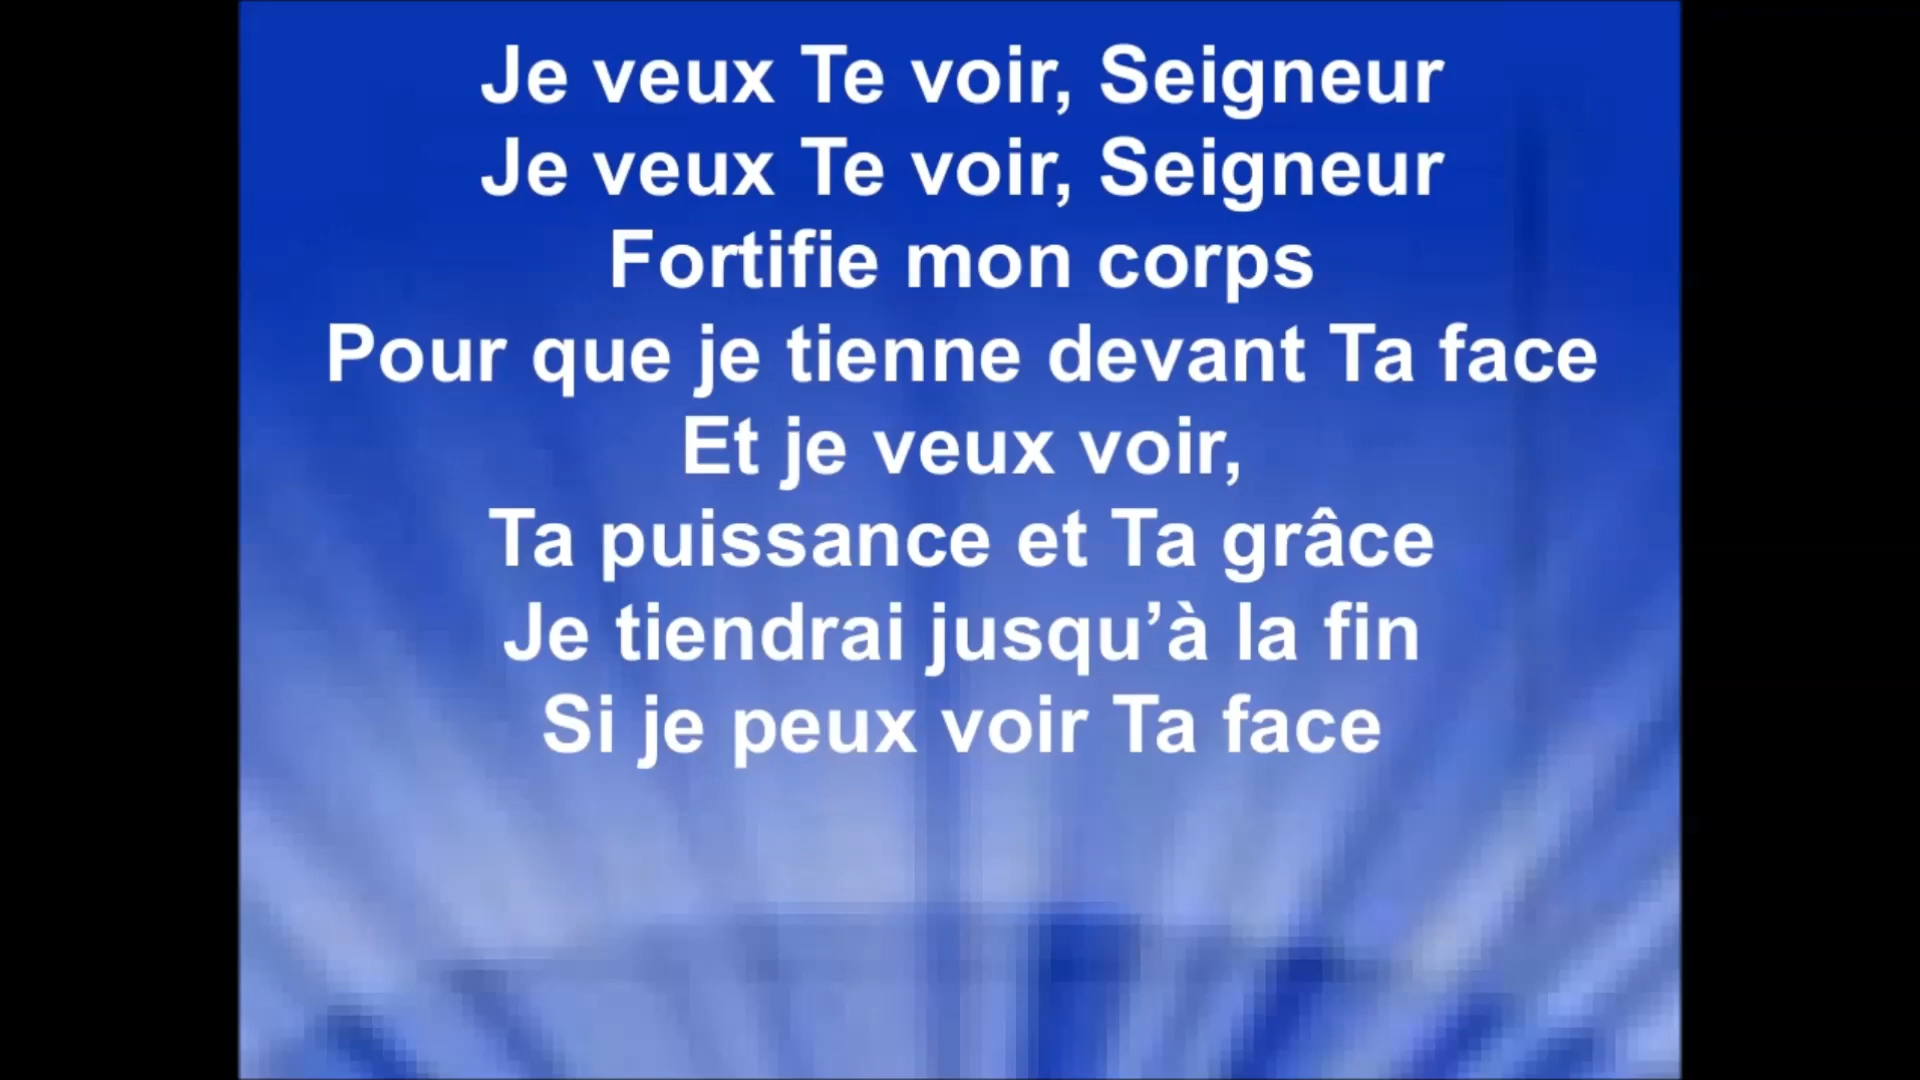 Je veux Te voir, Seigneur
Je veux Te voir, Seigneur
Fortifie mon corps
Pour que je tienne devant Ta face
Et je veux voir,
Ta puissance et Ta grâce
Je tiendrai jusqu’à la fin
Si je peux voir Ta face